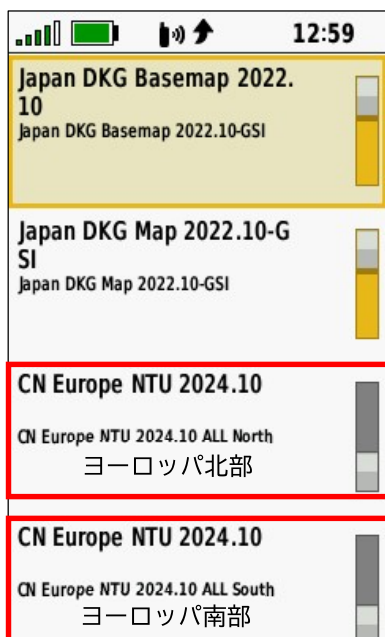 12:59
Japan DKG Basemap 2022.
10
Japan DKG Basemap 2022.10-GSI
Japan DKG Map 2022.10-G
SI
Japan DKG Map 2022.10-GSI
CN Europe NTU 2024.10
CN Europe NTU 2024.10 ALL North
ヨーロッパ北部
CN Europe NTU 2024.10
CN Europe NTU 2024.10 ALL South
ヨーロッパ南部